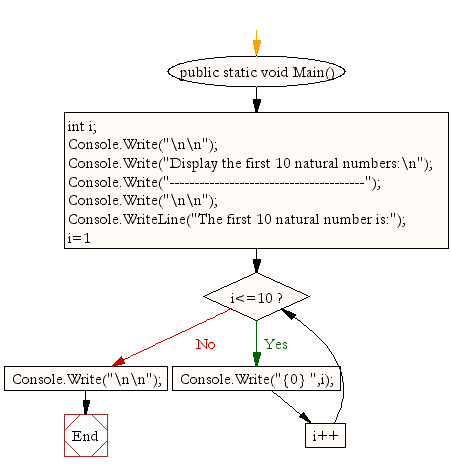 public static void Main()
int i;
Console.Write("\n\n");
Console.Write("Display the first 10 natural numbers:\n");
Console.Write("---------------------------------------");
Console.Write("\n\n");
Console.WriteLine("The first 10 natural number is:");
i=1
i<=10 ?
No
Yes
Console.Write("\n\n");
Console.Write("{0} ",i);
End
i++